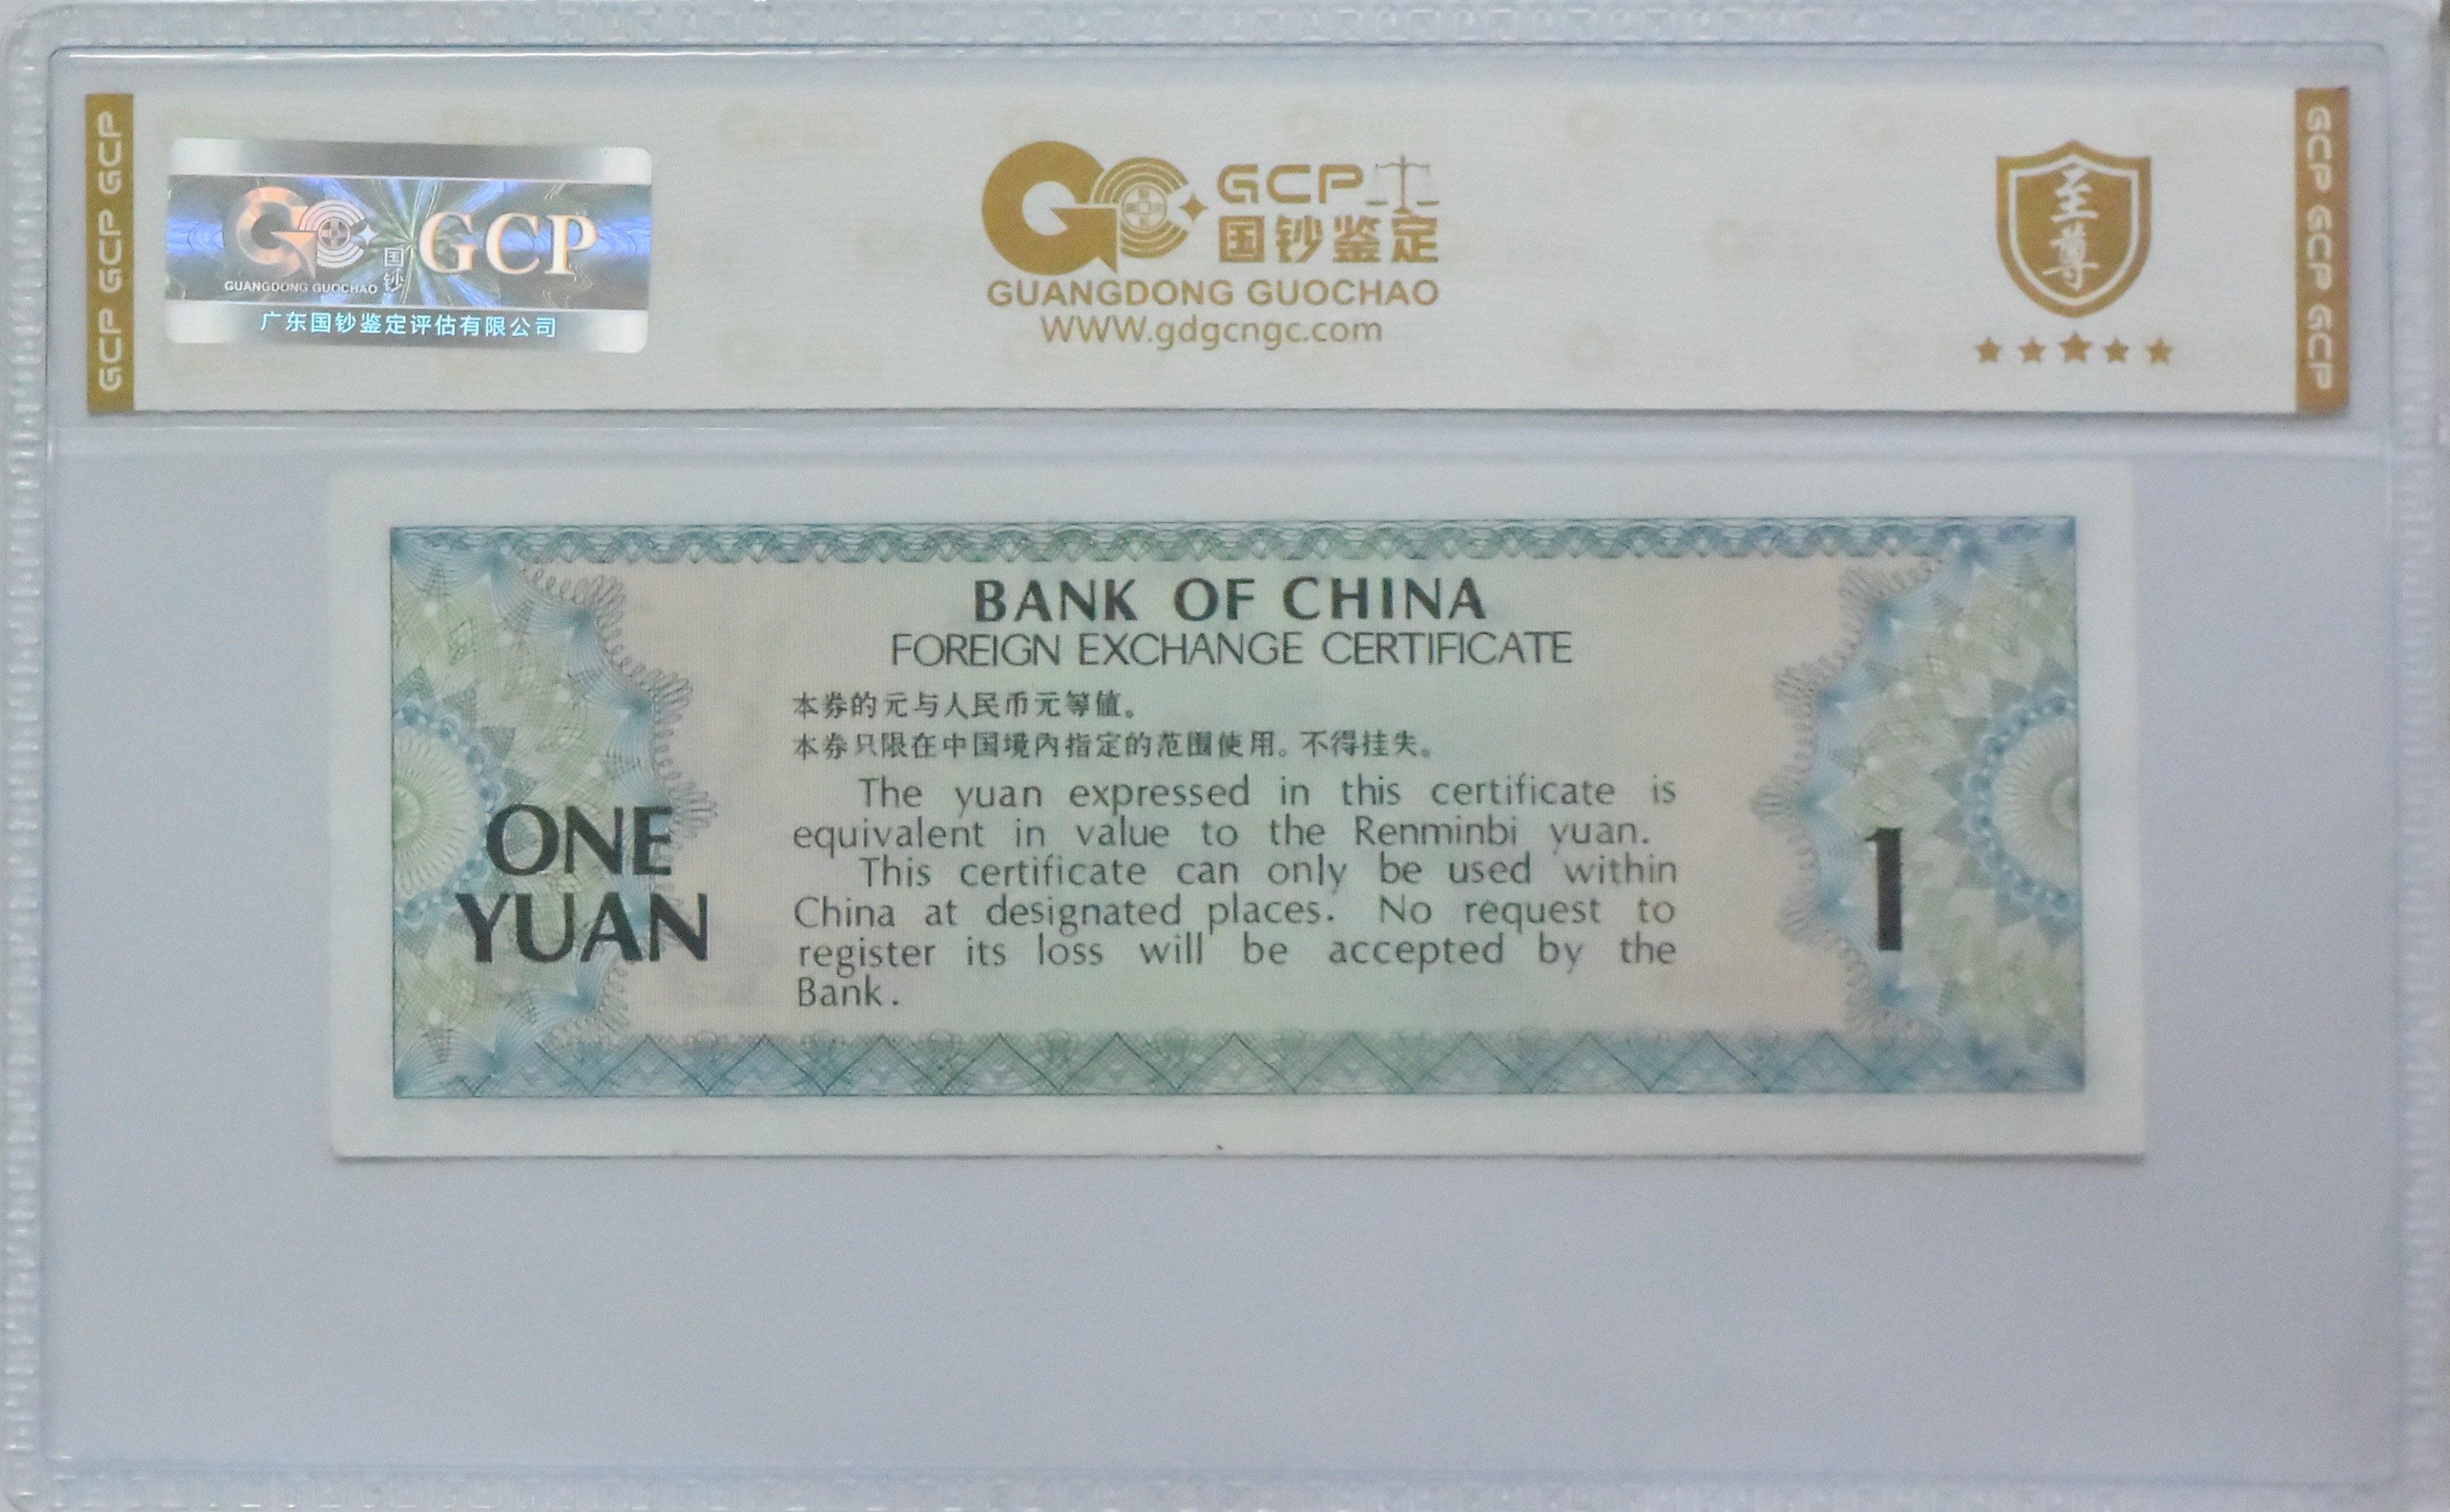 GCP GCP GCP
GCP
国钞
GUANGDONG GUOCHAO
广东国钞鉴定评估有限公司
GCP
国钞鉴定
GUANGDONG GUOCHAO
WWW.gdgcngc.com
至尊
GCP GCP GCP
BANK OF CHINA
FOREIGN EXCHANGE CERTIFICATE
本券的元与人民币元等值。
本券只限在中国境内指定的范围使用。不得挂失。
The yuan expressed in this certificate is
equivalent in value to the Renminbi yuan.
This certificate can only be used within
China at designated places. No request to
register its loss will be accepted by the
Bank.
ONE
YUAN
1